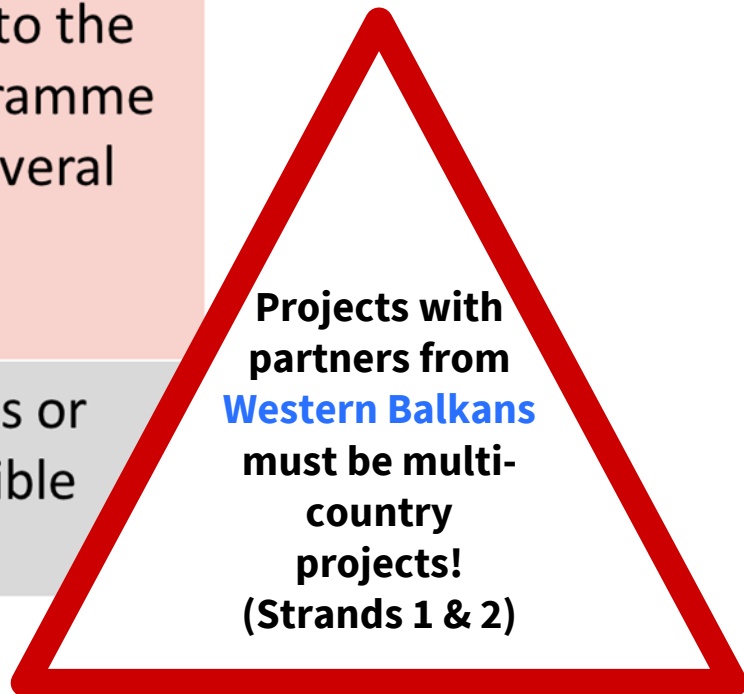 to the
ramme
veral
s or
ible
Projects with
partners from
Western Balkans
must be multi-
country
projects!
(Strands 1 & 2)